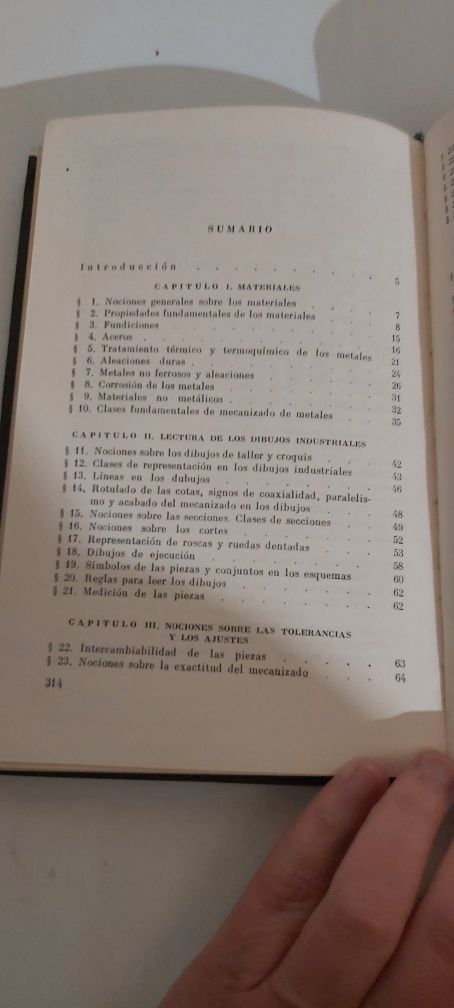 SUMARIO
Introducción . . . . . . . . 5
CAPITULO I. MATERIALES
§ 1. Nociones generales sobre los materiales . . . . 7
§ 2. Propiedades fundamentales de los materiales . . . 8
§ 3. Fundiciones . . . . . . . . 15
§ 4. Aceros . . . . . . . . . 16
§ 5. Tratamiento térmico y termoquímico de los metales 21
§ 6. Aleaciones duras . . . . . . . 24
§ 7. Metales no ferrosos y aleaciones . . . . . 26
§ 8. Corrosión de los metales . . . . . . 31
§ 9. Materiales no metálicos . . . . . . 32
§ 10. Clases fundamentales de mecanizado de metales . . 35
CAPITULO II. LECTURA DE LOS DIBUJOS INDUSTRIALES
§ 11. Nociones sobre los dibujos de taller y croquis . . . 42
§ 12. Clases de representación en los dibujos industriales 43
§ 13. Líneas en los dubujos . . . . . . 46
§ 14. Rotulado de las cotas, signos de coaxialidad, paralelis-
mo y acabado del mecanizado en los dibujos . . . 48
§ 15. Nociones sobre las secciones. Clases de secciones . . 49
§ 16. Nociones sobre los cortes . . . . . . 52
§ 17. Representación de roscas y ruedas dentadas . . . 53
§ 18. Dibujos de ejecución . . . . . . 58
§ 19. Símbolos de las piezas y conjuntos en los esquemas 60
§ 20. Reglas para leer los dibujos . . . . . 62
§ 21. Medición de las piezas . . . . . . 62
CAPITULO III. NOCIONES SOBRE LAS TOLERANCIAS
Y LOS AJUSTES
§ 22. Intercambiabilidad de las piezas . . . . . 63
§ 23. Nociones sobre la exactitud del mecanizado . . . 64
314